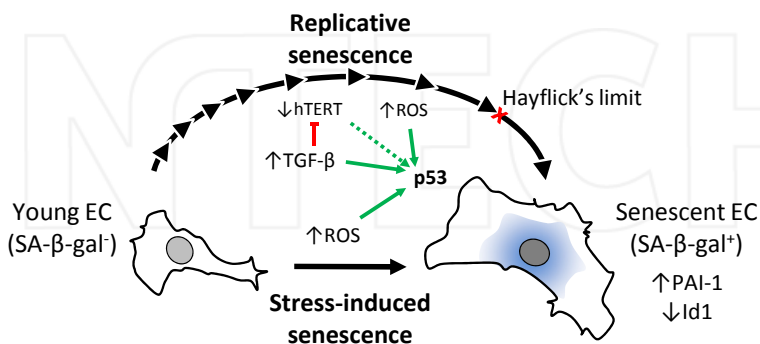 Replicative
senescence
Hayflick's limit
↓hTERT
↑ROS
↑TGF-β
p53
Young EC
(SA-β-gal⁻)
↑ROS
Senescent EC
(SA-β-gal⁺)
↑PAI-1
↓Id1
Stress-induced
senescence